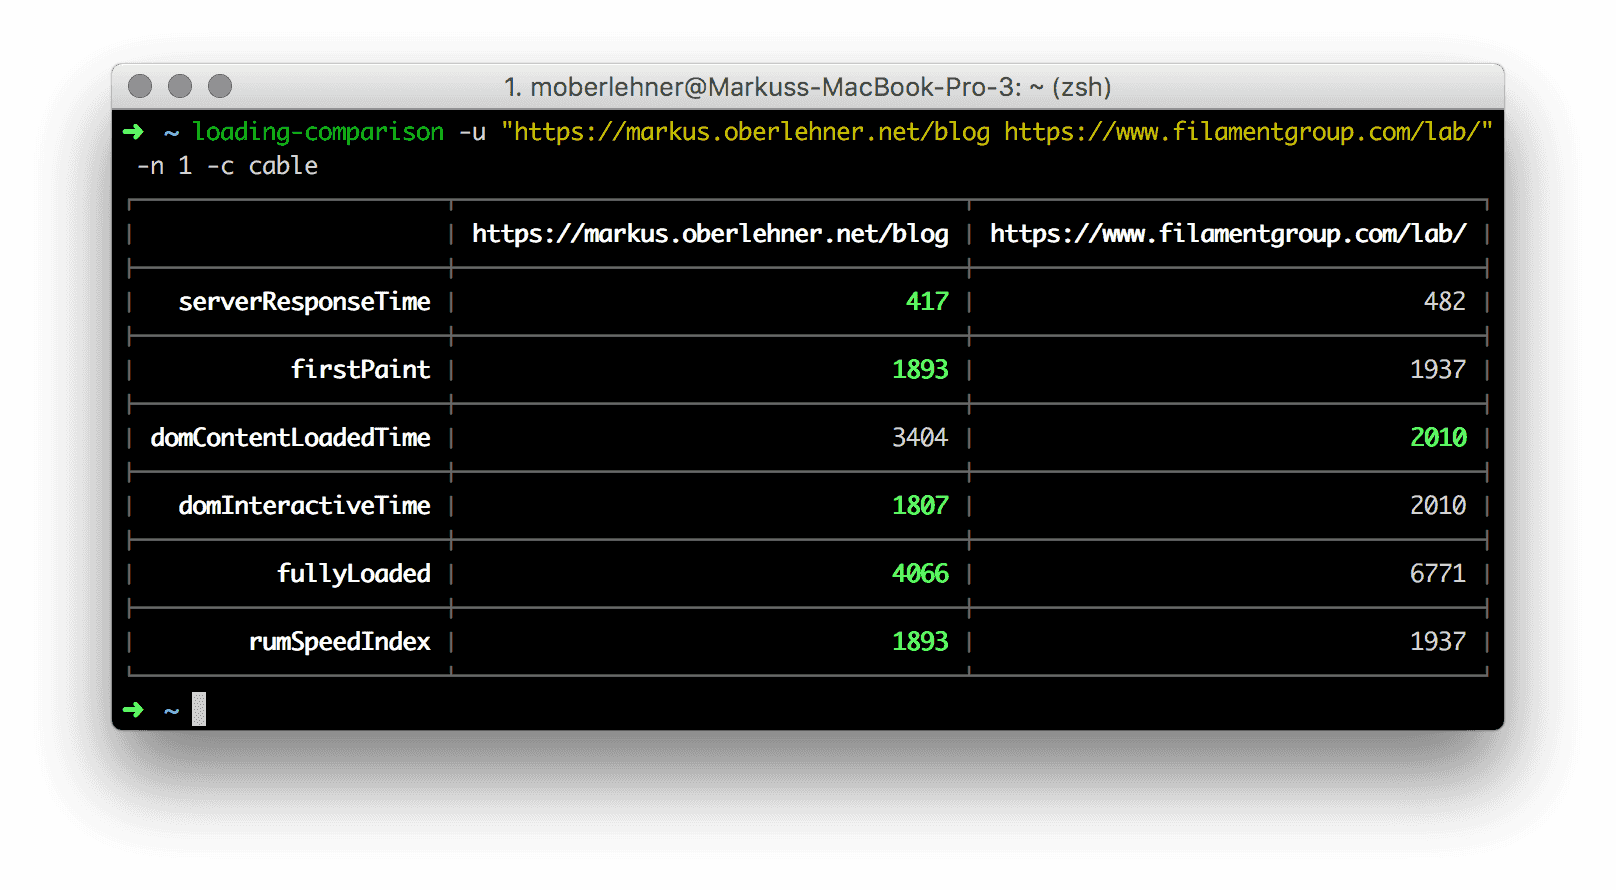 1. moberlehner@Markuss-MacBook-Pro-3: ~ (zsh)
➜ ~ loading-comparison -u "https://markus.oberlehner.net/blog https://www.filamentgroup.com/lab/"
-n 1 -c cable
https://markus.oberlehner.net/blog https://www.filamentgroup.com/lab/
serverResponseTime 417 482
firstPaint 1893 1937
domContentLoadedTime 3404 2010
domInteractiveTime 1807 2010
fullyLoaded 4066 6771
rumSpeedIndex 1893 1937
➜ ~